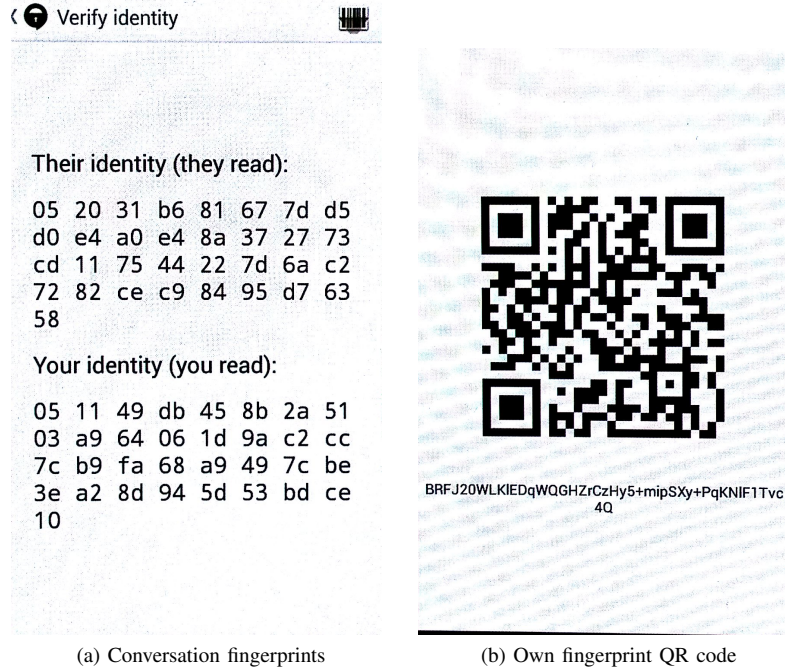 Verify identity
Their identity (they read):
05 20 31 b6 81 67 7d d5
d0 e4 a0 e4 8a 37 27 73
cd 11 75 44 22 7d 6a c2
72 82 ce c9 84 95 d7 63
58
Your identity (you read):
05 11 49 db 45 8b 2a 51
03 a9 64 06 1d 9a c2 cc
7c b9 fa 68 a9 49 7c be
3e a2 8d 94 5d 53 bd ce
10
(a) Conversation fingerprints
BRFJ20WLKlEDqWQGHZrCzHy5+mipSXy+PqKNlF1Tvc
4Q
(b) Own fingerprint QR code